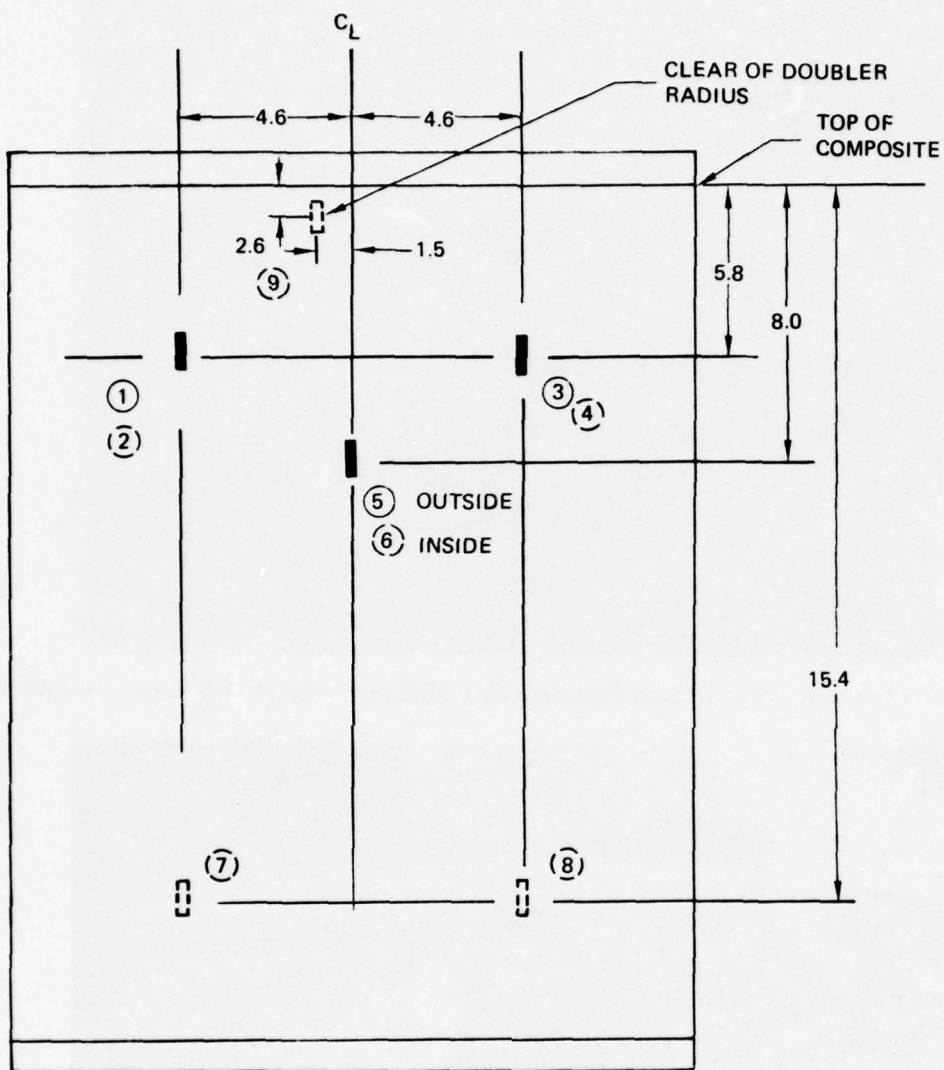 CL
CLEAR OF DOUBLER
RADIUS
4.6
4.6
TOP OF
COMPOSITE
2.6
1.5
5.8
9
8.0
1
3
4
2
5 OUTSIDE
6 INSIDE
15.4
7
8